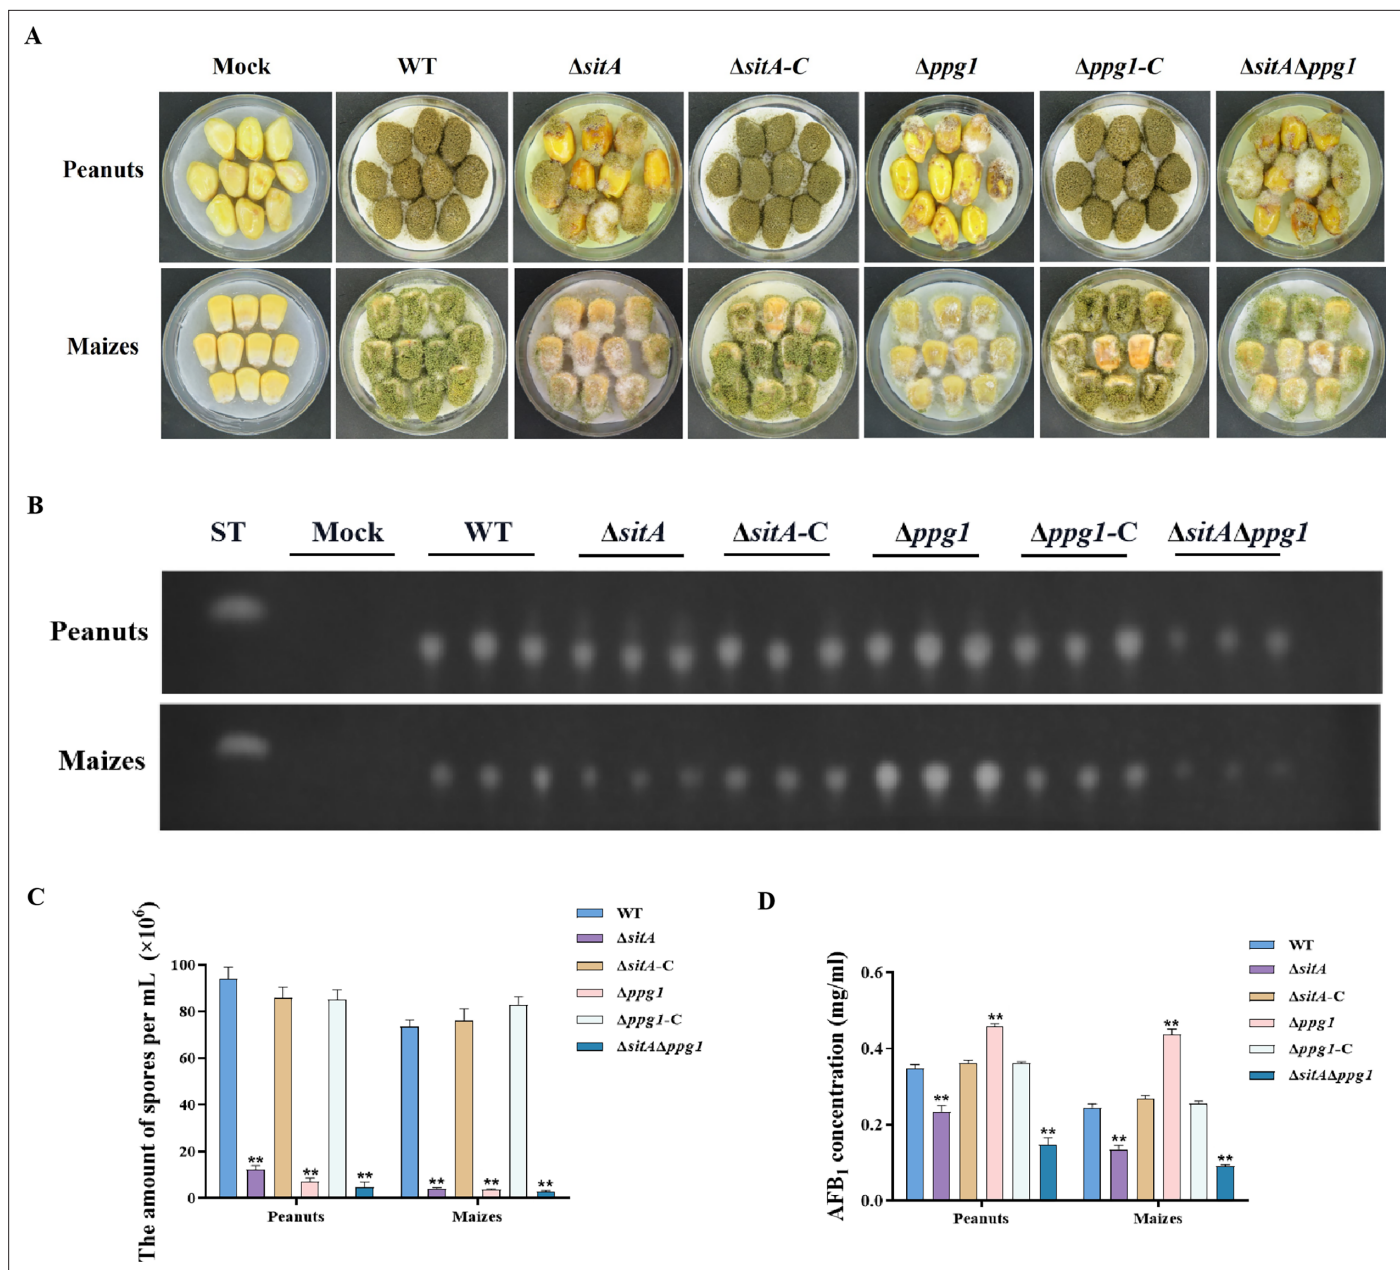 A
Mock WT ΔsitA ΔsitA-C Δppg1 Δppg1-C ΔsitAΔppg1
Peanuts
Maizes
B
ST Mock WT ΔsitA ΔsitA-C Δppg1 Δppg1-C ΔsitAΔppg1
Peanuts
Maizes
C
The amount of spores per mL (×10⁶)
100
80
60
40
20
0
** ** ** ** ** **
Peanuts Maizes
WT
ΔsitA
ΔsitA-C
Δppg1
Δppg1-C
ΔsitAΔppg1
D
AFB₁ concentration (mg/ml)
0.6
0.4
0.2
0.0
** ** ** ** ** **
Peanuts Maizes
WT
ΔsitA
ΔsitA-C
Δppg1
Δppg1-C
ΔsitAΔppg1